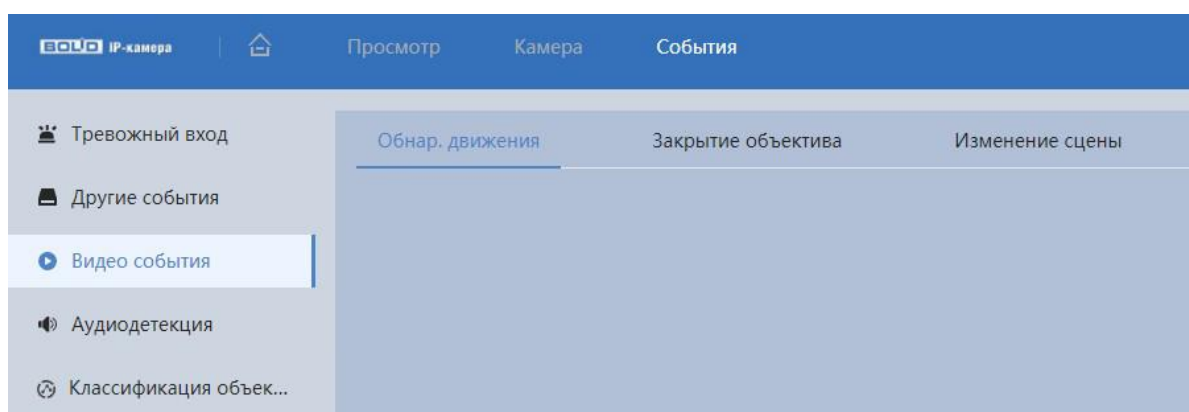 BOLID IP-камера Просмотр Камера События
Тревожный вход
Обнар. движения Закрытие объектива Изменение сцены
Другие события
Видео события
Аудиодетекция
Классификация объек...